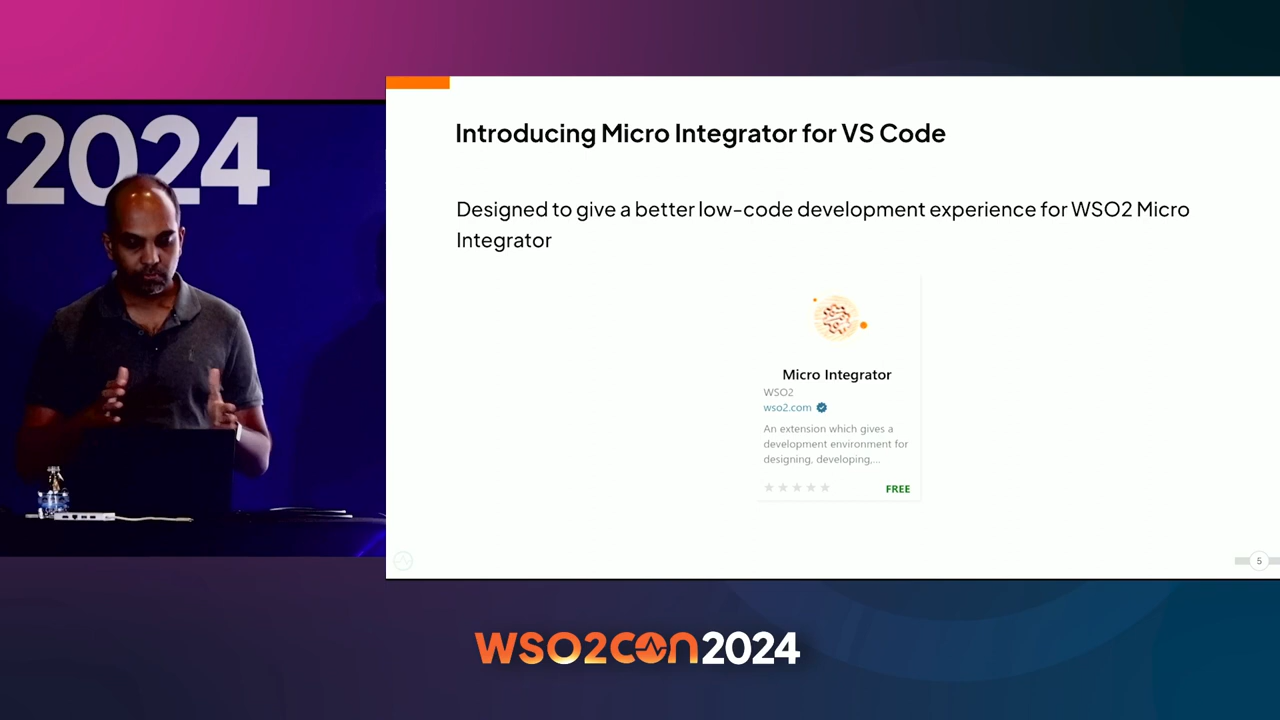 2024
Introducing Micro Integrator for VS Code
Designed to give a better low-code development experience for WSO2 Micro
Integrator
Micro Integrator
WSO2
wso2.com
An extension which gives a
development environment for
designing, developing,...
FREE
5
WSO2CON2024